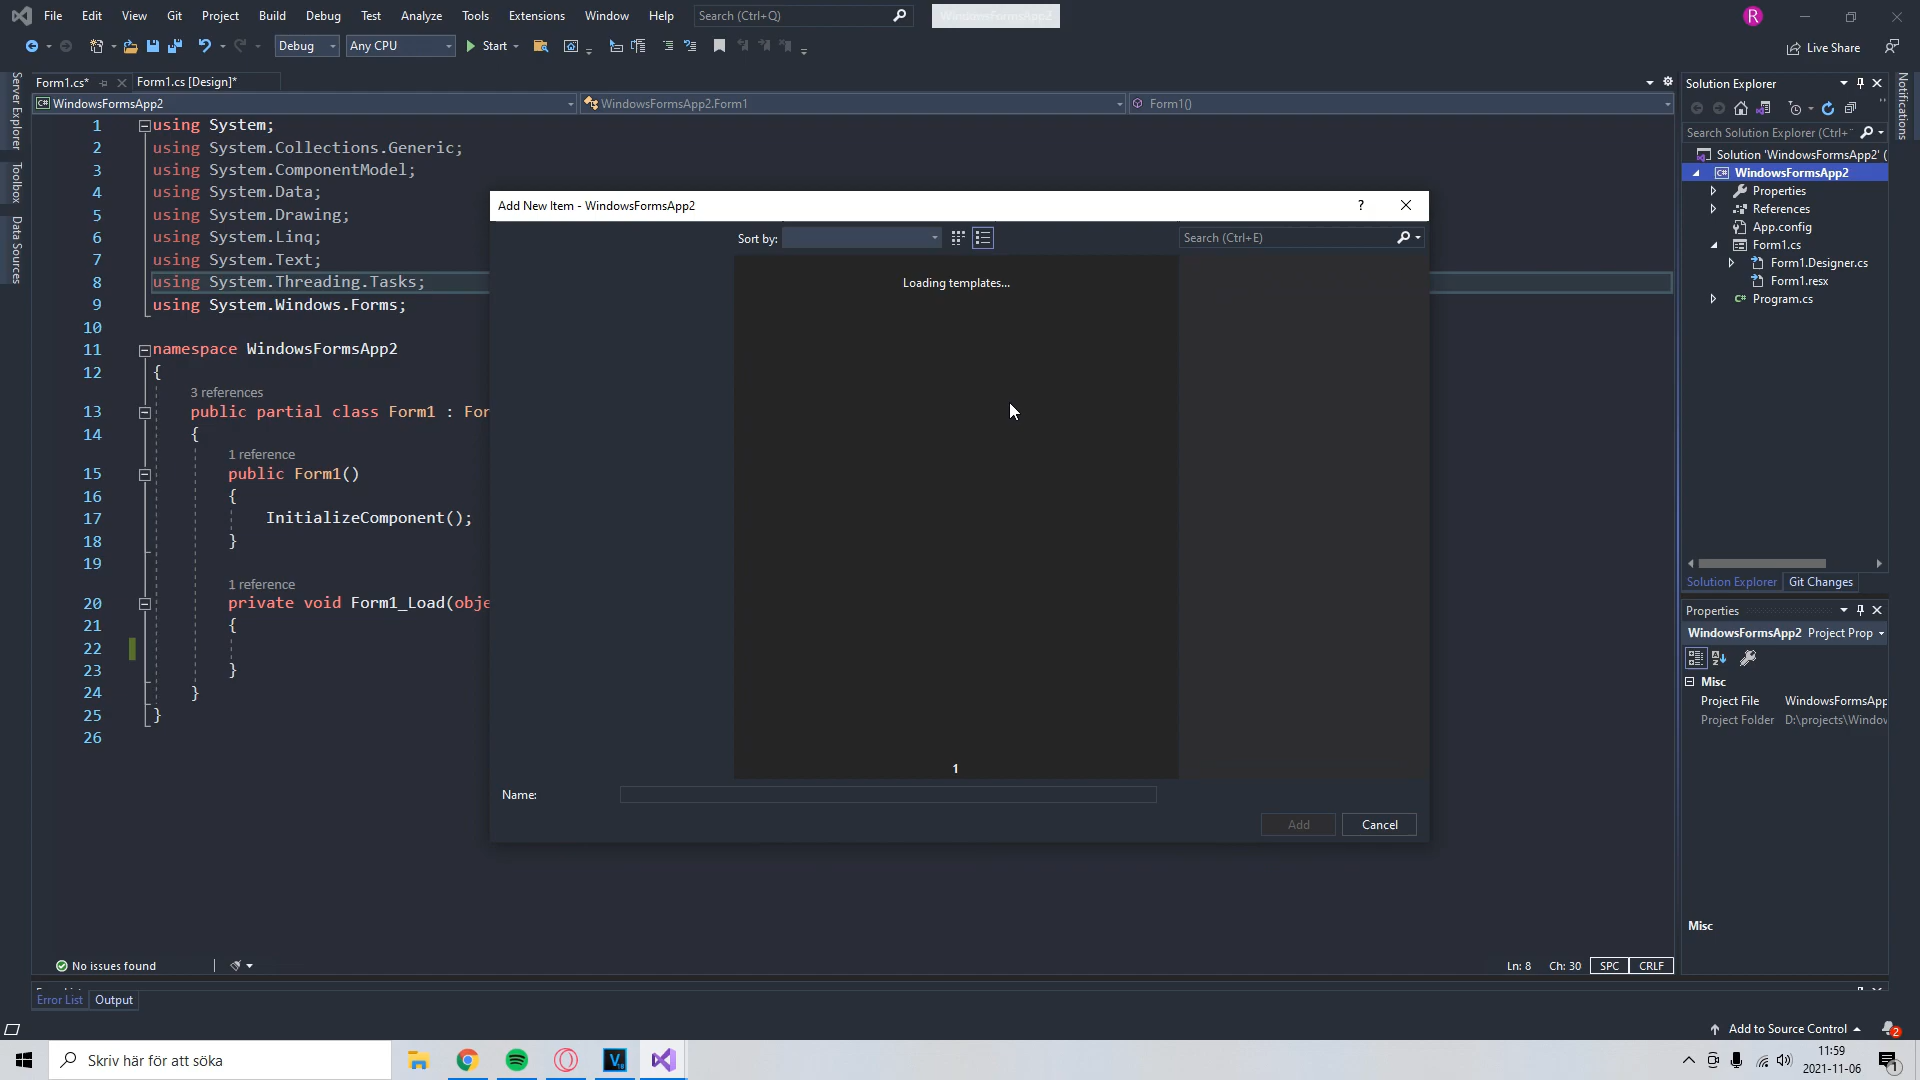 File Edit View Git Project Build Debug Test Analyze Tools Extensions Window Help Search (Ctrl+Q) WindowsFormsApp2 R
Debug Any CPU Start Live Share
Form1.cs* Form1.cs [Design]* Solution Explorer
WindowsFormsApp2 WindowsFormsApp2.Form1 Form1()
Server Explorer
Toolbox
Data Sources
Notifications
1 using System;
2 using System.Collections.Generic;
3 using System.ComponentModel;
4 using System.Data;
5 using System.Drawing;
6 using System.Linq;
7 using System.Text;
8 using System.Threading.Tasks;
9 using System.Windows.Forms;
10
11 namespace WindowsFormsApp2
12 {
3 references
13 public partial class Form1 : For
14 {
1 reference
15 public Form1()
16 {
17 InitializeComponent();
18 }
19
1 reference
20 private void Form1_Load(obje
21 {
22
23 }
24 }
25 }
26
Add New Item - WindowsFormsApp2 ?
Sort by: Search (Ctrl+E)
Loading templates...
1
Name:
Add Cancel
Search Solution Explorer (Ctrl+
Solution 'WindowsFormsApp2' (
WindowsFormsApp2
Properties
References
App.config
Form1.cs
Form1.Designer.cs
Form1.resx
Program.cs
Solution Explorer Git Changes
Properties
WindowsFormsApp2 Project Prop
Misc
Project File WindowsFormsApp
Project Folder D:\projects\Window
Misc
No issues found Ln: 8 Ch: 30 SPC CRLF
Error List Output
Add to Source Control 2
Skriv här för att söka
11:59
2021-11-06
1